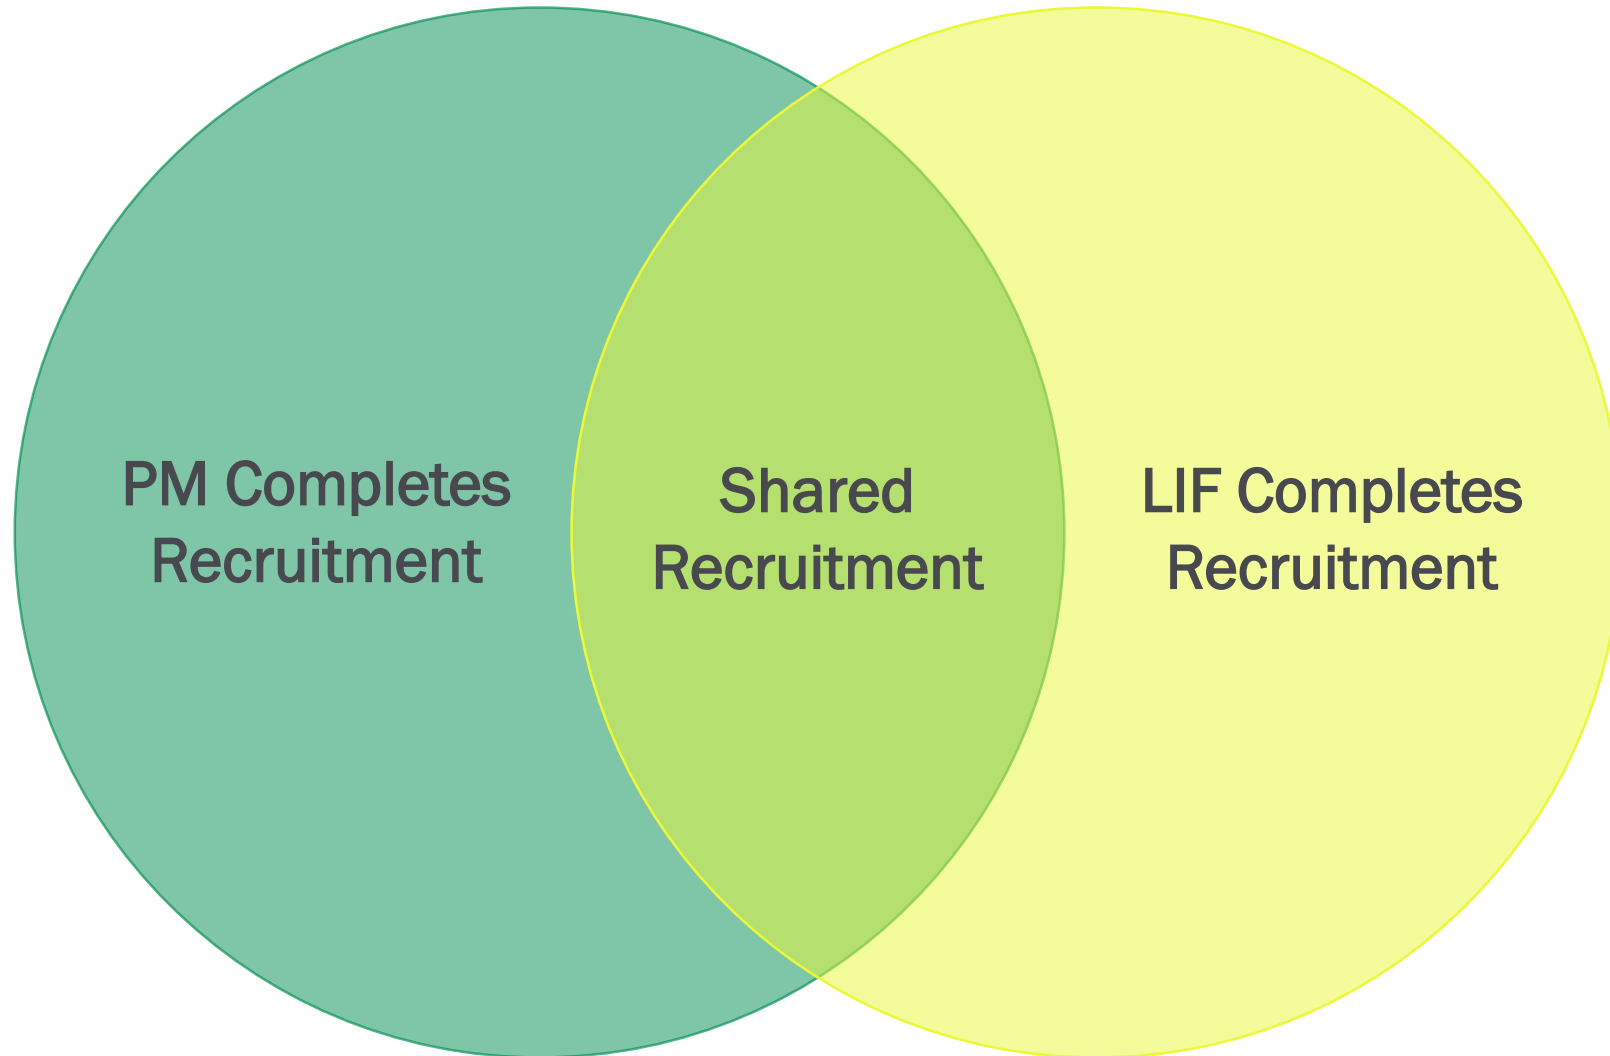 PM Completes
Recruitment
Shared
Recruitment
LIF Completes
Recruitment